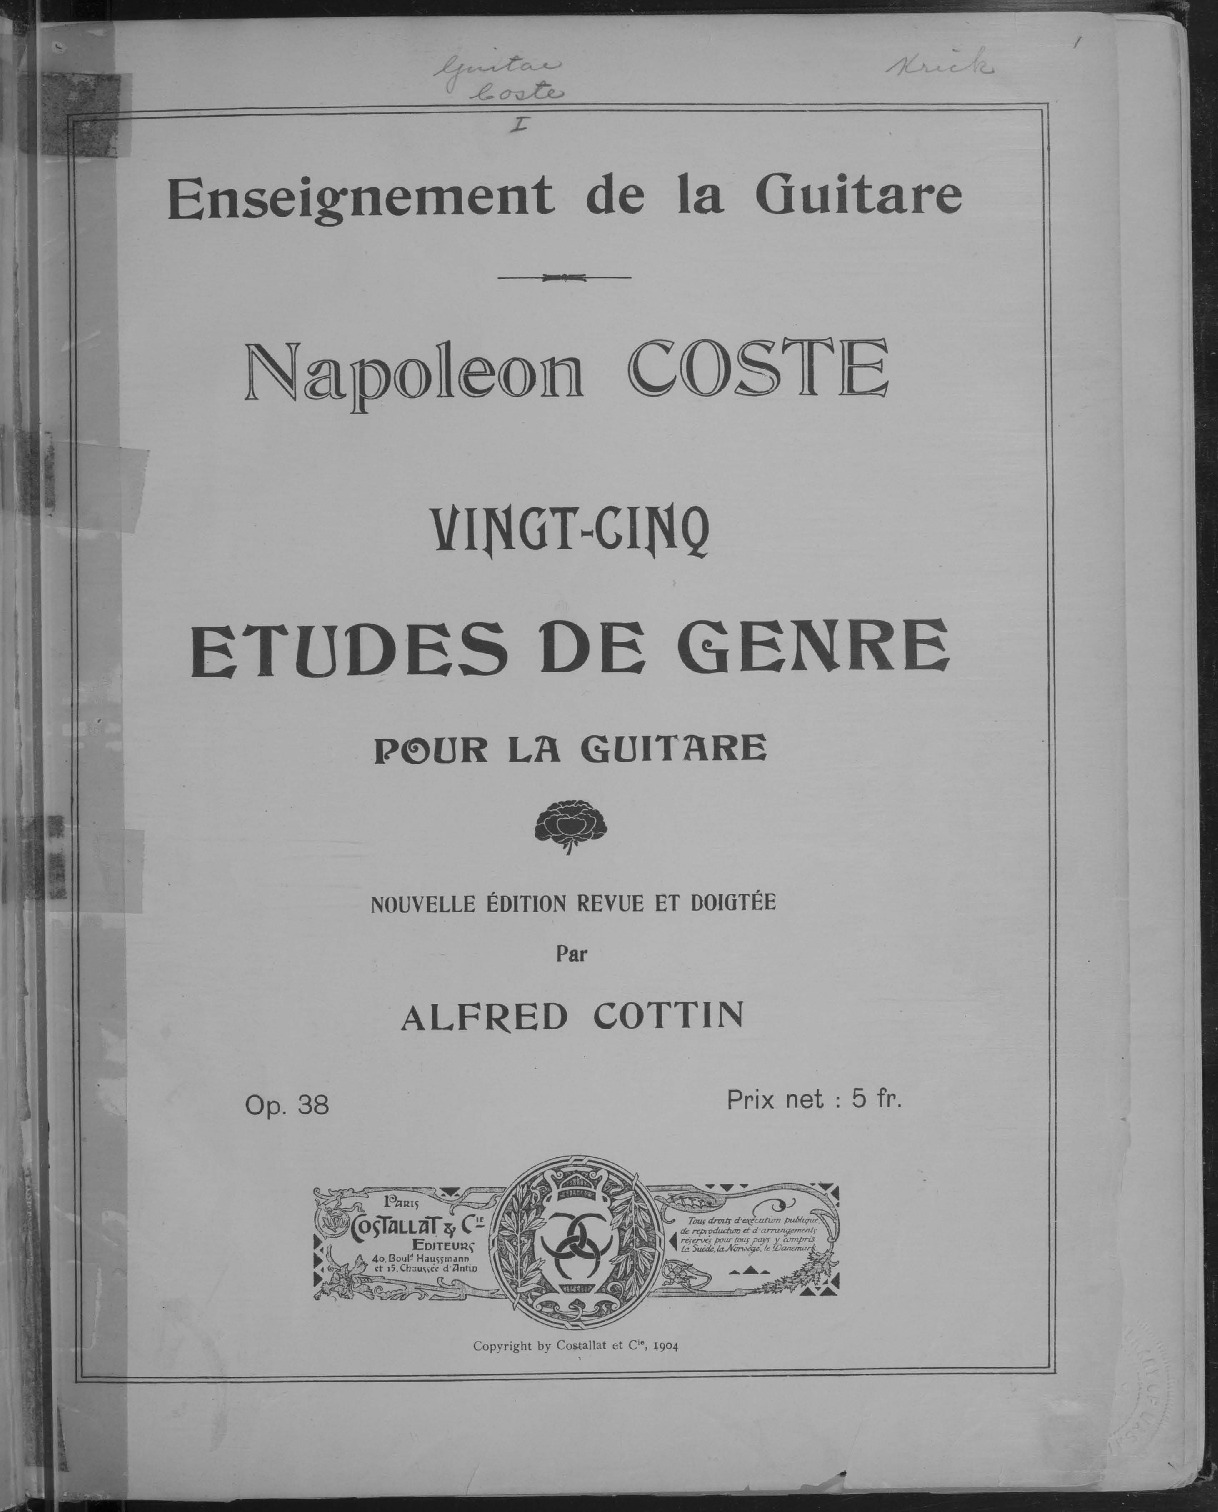 Guitar
Coste
I
Krick
1
Enseignement de la Guitare
Napoleon COSTE
VINGT-CINQ
ETUDES DE GENRE
POUR LA GUITARE
NOUVELLE ÉDITION REVUE ET DOIGTÉE
Par
ALFRED COTTIN
Op. 38
Prix net : 5 fr.
PARIS
COSTALLAT & Cie
EDITEURS
40, Bould Haussmann
et 15, Chaussée d'Antin
Tous droits d'exécution publique
de reproduction et d'arrangements
réservés pour tous pays y compris
la Suède, la Norvège, le Danemark
Copyright by Costallat et Cie, 1904